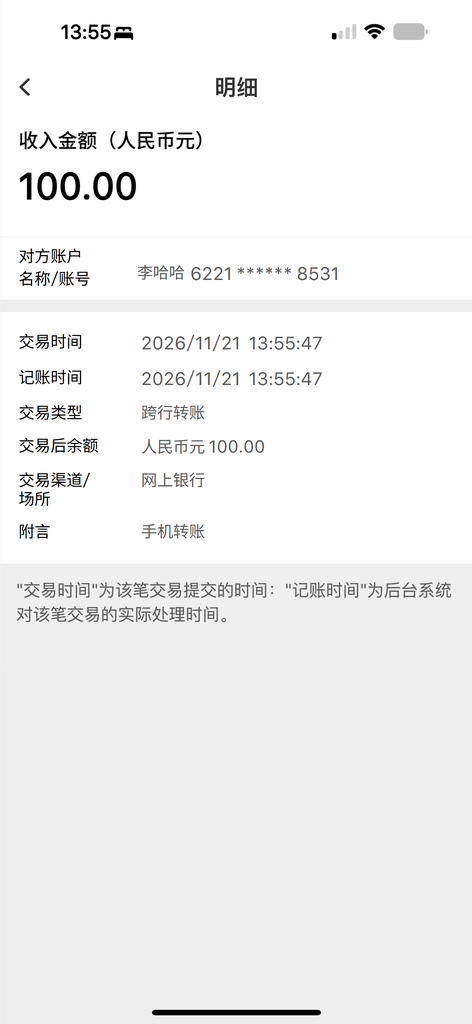 13:55
明细
收入金额（人民币元）
100.00
对方账户
名称/账号
李哈哈 6221 ****** 8531
交易时间 2026/11/21 13:55:47
记账时间 2026/11/21 13:55:47
交易类型 跨行转账
交易后余额 人民币元 100.00
交易渠道/ 网上银行
场所
附言 手机转账
"交易时间"为该笔交易提交的时间："记账时间"为后台系统
对该笔交易的实际处理时间。